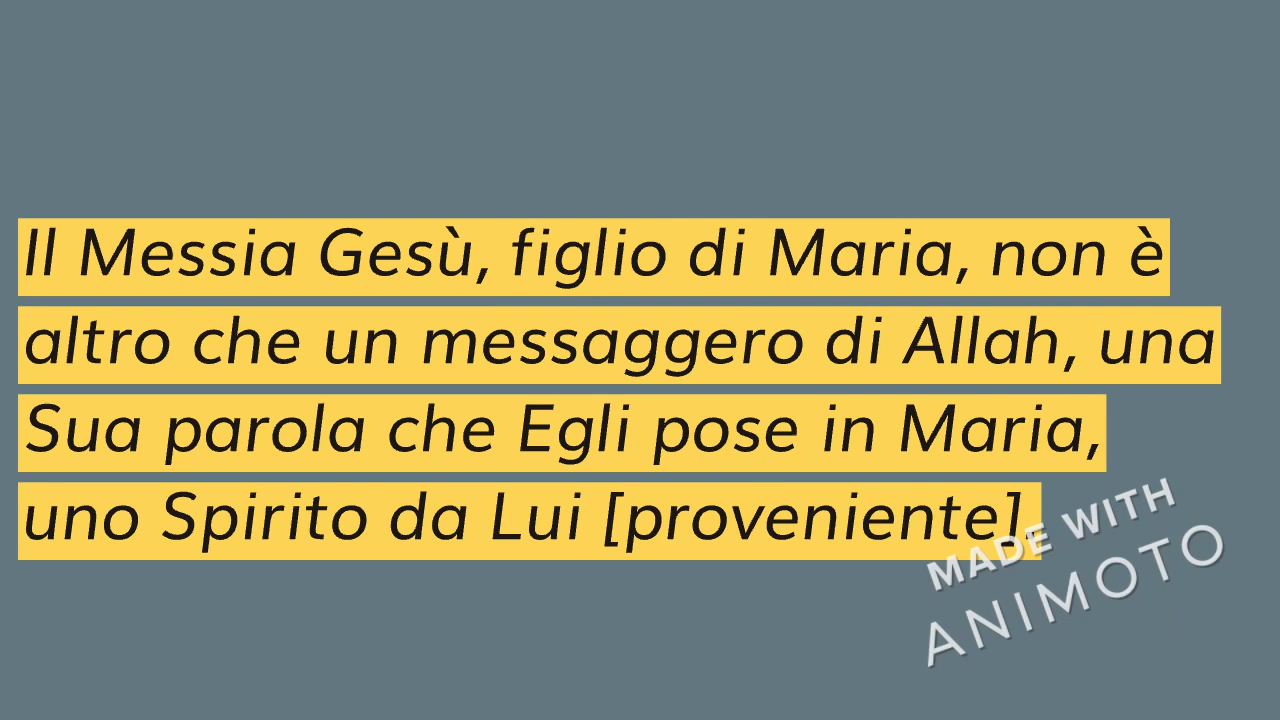 Il Messia Gesù, figlio di Maria, non è
altro che un messaggero di Allah, una
Sua parola che Egli pose in Maria,
uno Spirito da Lui [proveniente].
MADE WITH
ANIMOTO